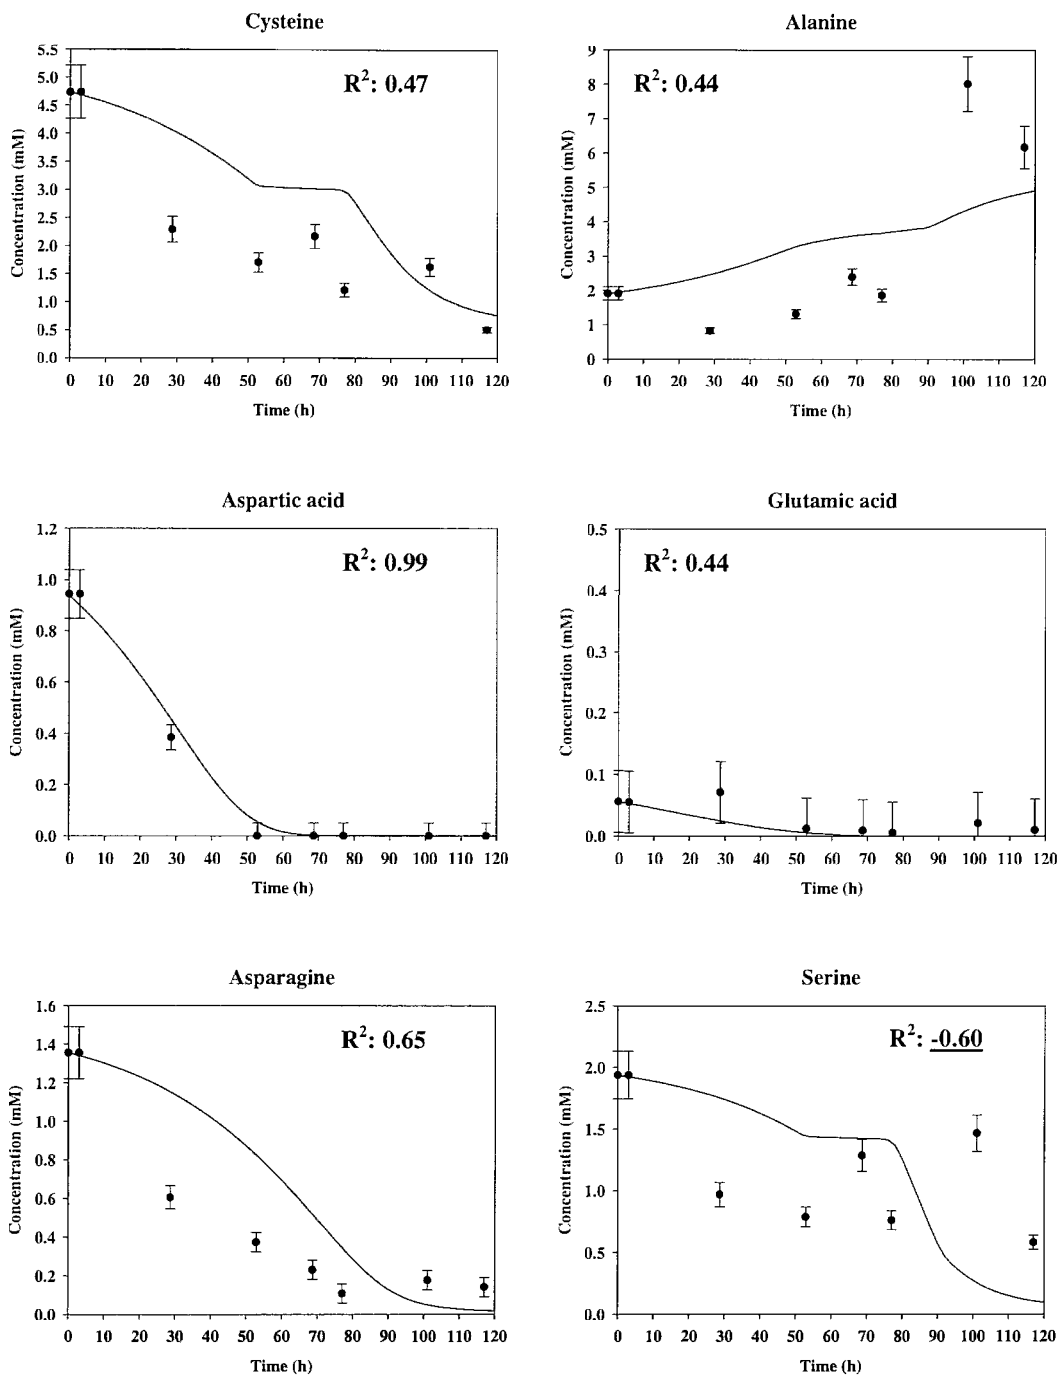 Cysteine
R²: 0.47
Concentration (mM)
5.5
5.0
4.5
4.0
3.5
3.0
2.5
2.0
1.5
1.0
0.5
0.0
0 10 20 30 40 50 60 70 80 90 100 110 120
Time (h)
Alanine
R²: 0.44
Concentration (mM)
9
8
7
6
5
4
3
2
1
0
0 10 20 30 40 50 60 70 80 90 100 110 120
Time (h)
Aspartic acid
R²: 0.99
Concentration (mM)
1.2
1.0
0.8
0.6
0.4
0.2
0.0
0 10 20 30 40 50 60 70 80 90 100 110 120
Time (h)
Glutamic acid
R²: 0.44
Concentration (mM)
0.5
0.4
0.3
0.2
0.1
0.0
0 10 20 30 40 50 60 70 80 90 100 110 120
Time (h)
Asparagine
R²: 0.65
Concentration (mM)
1.6
1.4
1.2
1.0
0.8
0.6
0.4
0.2
0.0
0 10 20 30 40 50 60 70 80 90 100 110 120
Time (h)
Serine
R²: -0.60
Concentration (mM)
2.5
2.0
1.5
1.0
0.5
0.0
0 10 20 30 40 50 60 70 80 90 100 110 120
Time (h)